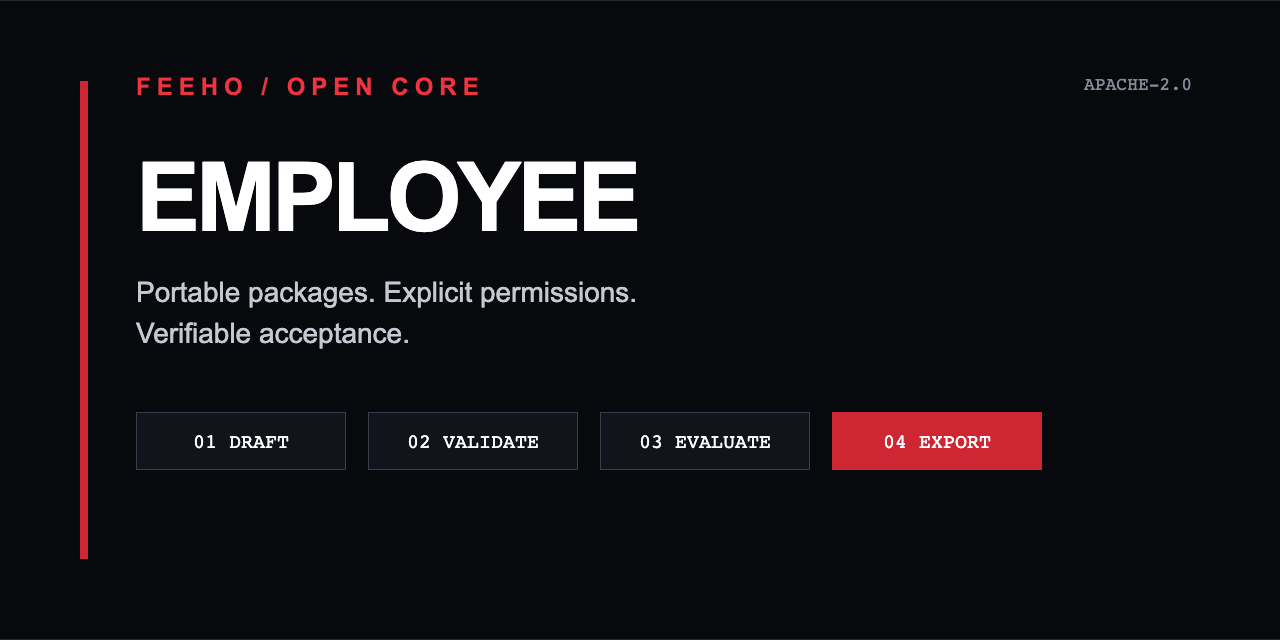 FEEHO / OPEN CORE
APACHE-2.0
EMPLOYEE
Portable packages. Explicit permissions.
Verifiable acceptance.
01 DRAFT
02 VALIDATE
03 EVALUATE
04 EXPORT